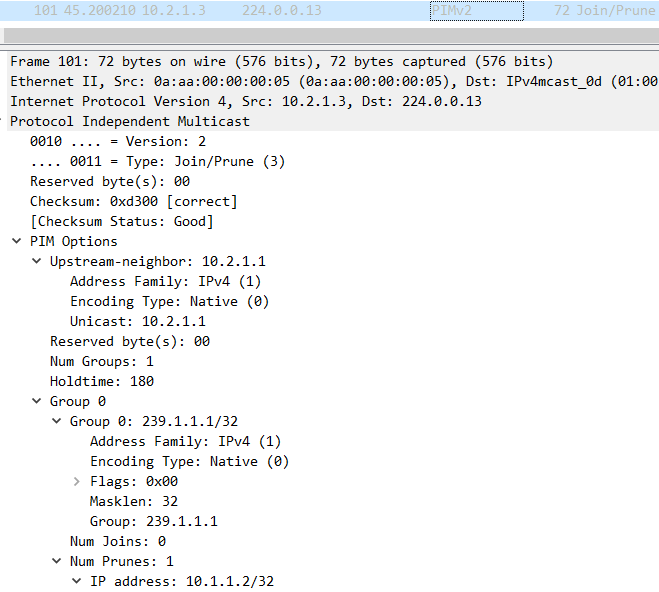 101 45.200210 10.2.1.3 224.0.0.13 PIMv2 72 Join/Prune
Frame 101: 72 bytes on wire (576 bits), 72 bytes captured (576 bits)
Ethernet II, Src: 0a:aa:00:00:00:05 (0a:aa:00:00:00:05), Dst: IPv4mcast_0d (01:00
Internet Protocol Version 4, Src: 10.2.1.3, Dst: 224.0.0.13
Protocol Independent Multicast
0010 .... = Version: 2
.... 0011 = Type: Join/Prune (3)
Reserved byte(s): 00
Checksum: 0xd300 [correct]
[Checksum Status: Good]
PIM Options
Upstream-neighbor: 10.2.1.1
Address Family: IPv4 (1)
Encoding Type: Native (0)
Unicast: 10.2.1.1
Reserved byte(s): 00
Num Groups: 1
Holdtime: 180
Group 0
Group 0: 239.1.1.1/32
Address Family: IPv4 (1)
Encoding Type: Native (0)
Flags: 0x00
Masklen: 32
Group: 239.1.1.1
Num Joins: 0
Num Prunes: 1
IP address: 10.1.1.2/32